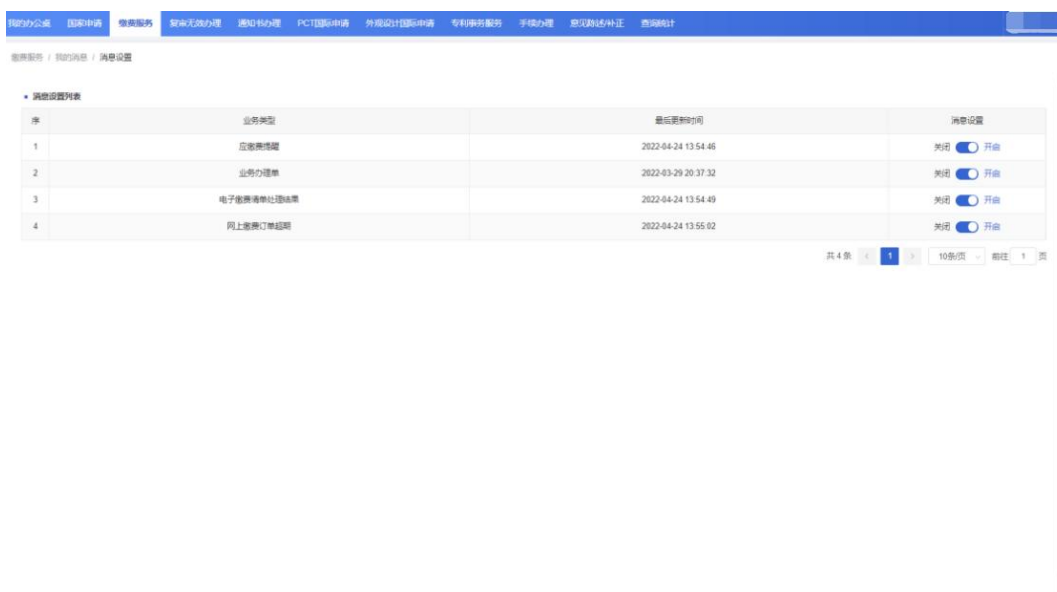 我的办公桌 国家申请 缴费服务 复审无效办理 通知书办理 PCT国际申请 外观设计国际申请 专利事务服务 手续办理 意见陈述/补正 查询统计
缴费服务 / 我的消息 / 消息设置
消息设置列表
序 业务类型 最后更新时间 消息设置
1 应缴费提醒 2022-04-24 13:54:46 关闭 开启
2 业务办理单 2022-03-29 20:37:32 关闭 开启
3 电子缴费清单处理结果 2022-04-24 13:54:49 关闭 开启
4 网上缴费订单超期 2022-04-24 13:55:02 关闭 开启
共 4 条 < 1 > 10条/页 前往 1 页